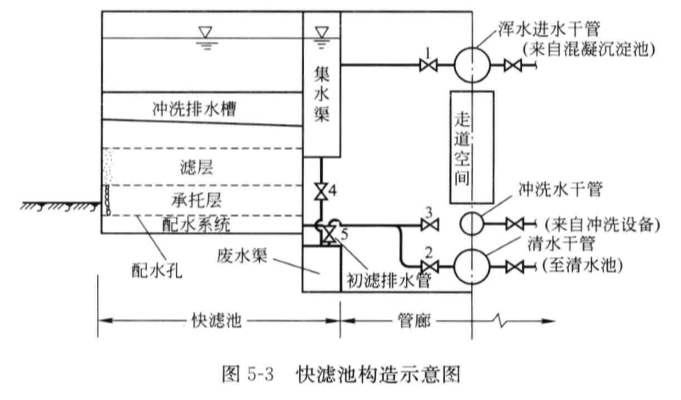 浑水进水干管
(来自混凝沉淀池)
1
集水渠
冲洗排水槽
走道空间
滤层
4
承托层
冲洗水干管
3
(来自冲洗设备)
配水系统
5
清水干管
废水渠
2
(至清水池)
配水孔
初滤排水管
快滤池
管廊
图 5-3 快滤池构造示意图